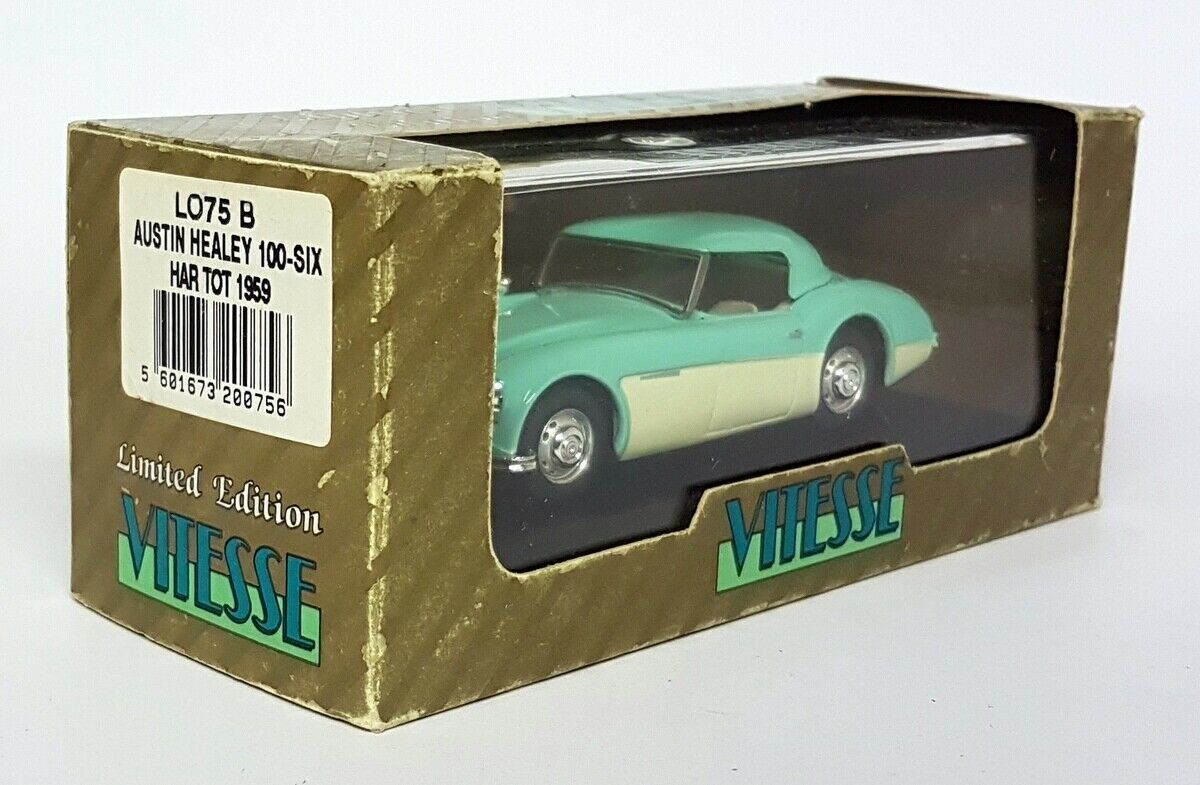 LO75 B
AUSTIN HEALEY 100-SIX
HAR TOT 1959
5 601673 200756
Limited Edition
VITESSE
VITESSE